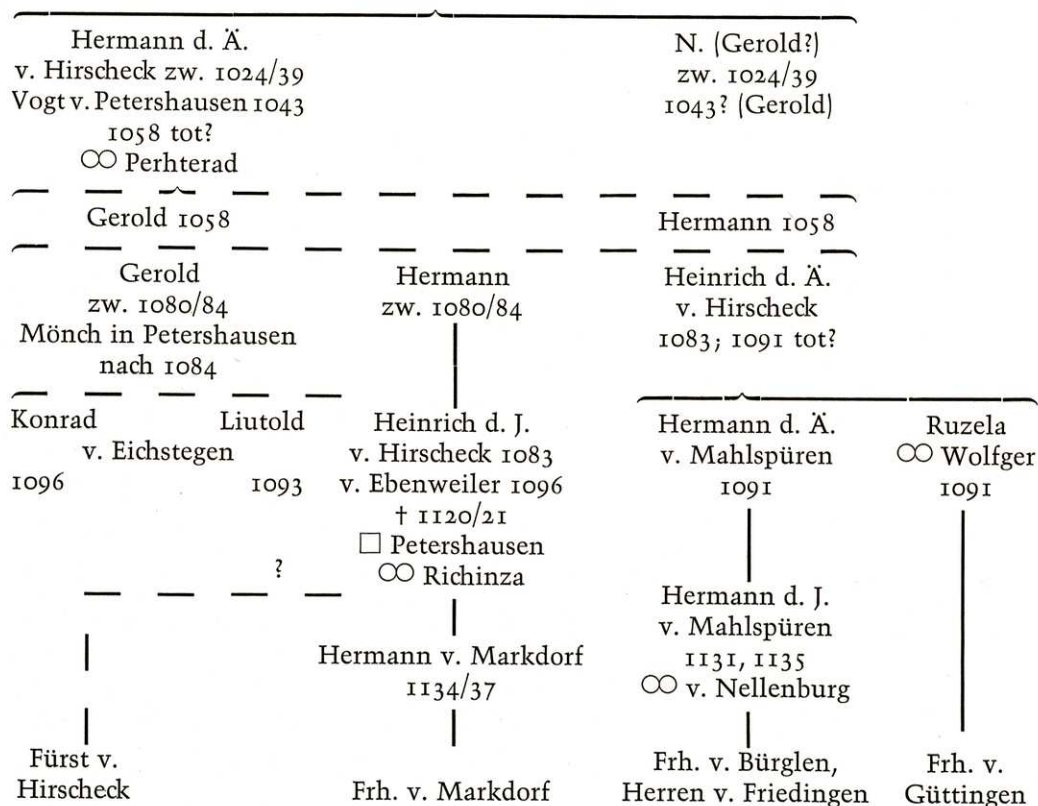 Hermann d. Ä.
v. Hirscheck zw. 1024/39
Vogt v. Petershausen 1043
1058 tot?
∞ Perhterad
N. (Gerold?)
zw. 1024/39
1043? (Gerold)
Gerold 1058
Hermann 1058
Gerold
zw. 1080/84
Mönch in Petershausen
nach 1084
Hermann
zw. 1080/84
Heinrich d. Ä.
v. Hirscheck
1083; 1091 tot?
Konrad Liutold
v. Eichstegen
1096 1093
?
Heinrich d. J.
v. Hirscheck 1083
v. Ebenweiler 1096
† 1120/21
□ Petershausen
∞ Richinza
Hermann d. Ä.
v. Mahlspüren
1091
Ruzela
∞ Wolfger
1091
Hermann v. Markdorf
1134/37
Hermann d. J.
v. Mahlspüren
1131, 1135
∞ v. Nellenburg
Fürst v.
Hirscheck
Frh. v. Markdorf
Frh. v. Bürglen,
Herren v. Friedingen
Frh. v.
Güttingen